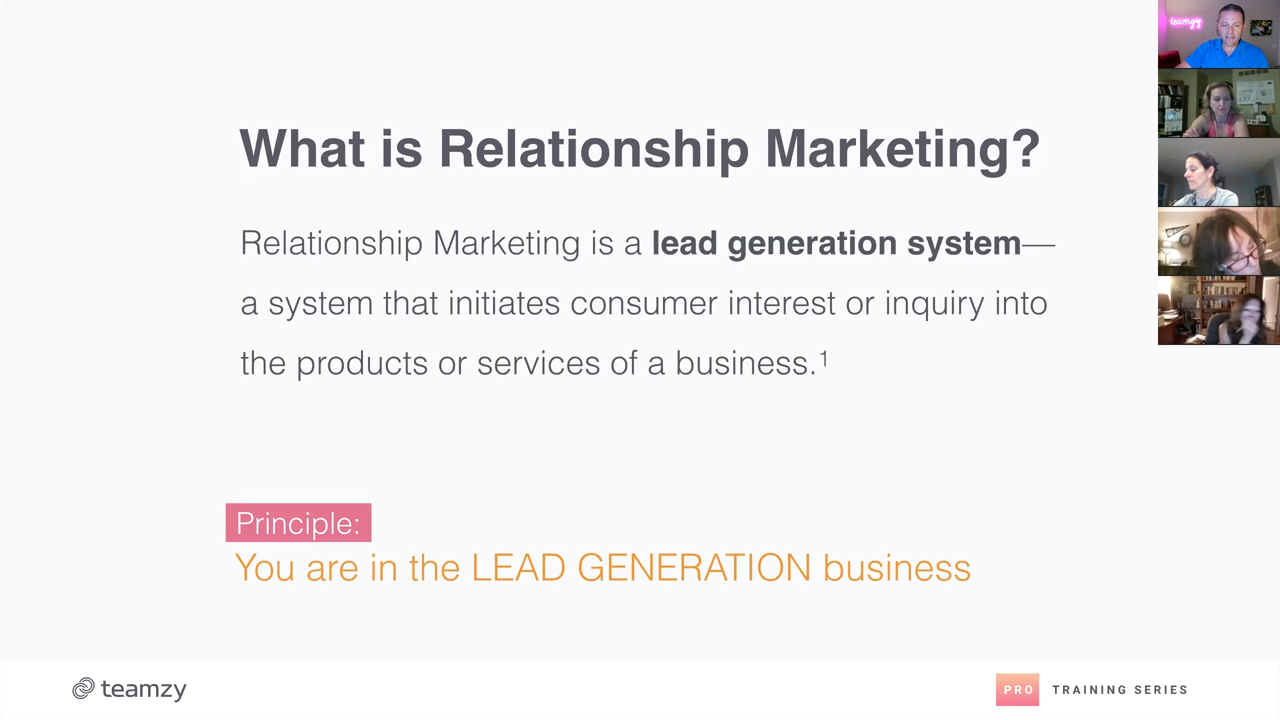 What is Relationship Marketing?
Relationship Marketing is a lead generation system—
a system that initiates consumer interest or inquiry into
the products or services of a business.¹
Principle:
You are in the LEAD GENERATION business
teamzy
PRO TRAINING SERIES
teamzy